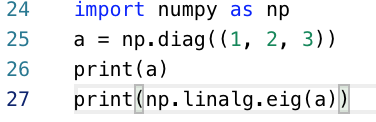 24 import numpy as np
25 a = np.diag((1, 2, 3))
26 print(a)
27 print(np.linalg.eig(a))